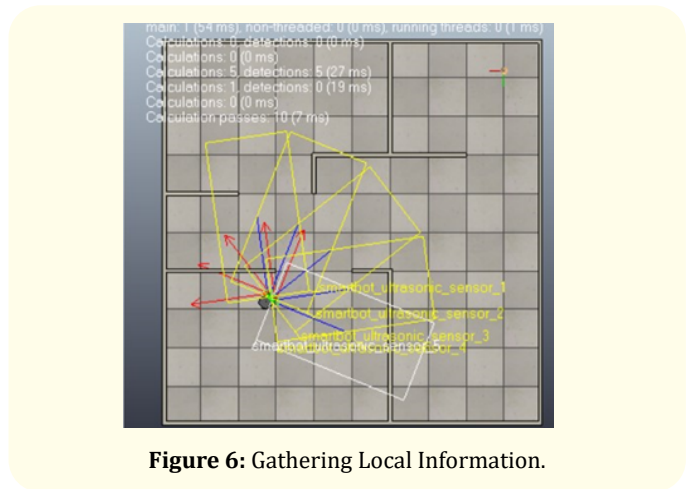 main: 1 (54 ms), non-threaded: 0 (0 ms), running threads: 0 (1 ms)
Calculations: 0, detections: 0 (0 ms)
Calculations: 0 (0 ms)
Calculations: 5, detections: 5 (27 ms)
Calculations: 1, detections: 0 (19 ms)
Calculations: 0 (0 ms)
Calculation passes: 10 (7 ms)
smartbot_ultrasonic_sensor_1
smartbot_ultrasonic_sensor_2
smartbot_ultrasonic_sensor_3
smartbot_ultrasonic_sensor_5
smartbot_ultrasonic_sensor_4
Figure 6: Gathering Local Information.